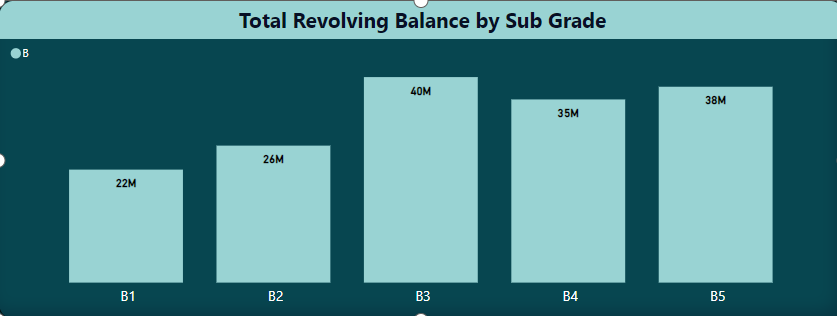 Total Revolving Balance by Sub Grade
B
22M
26M
40M
35M
38M
B1
B2
B3
B4
B5